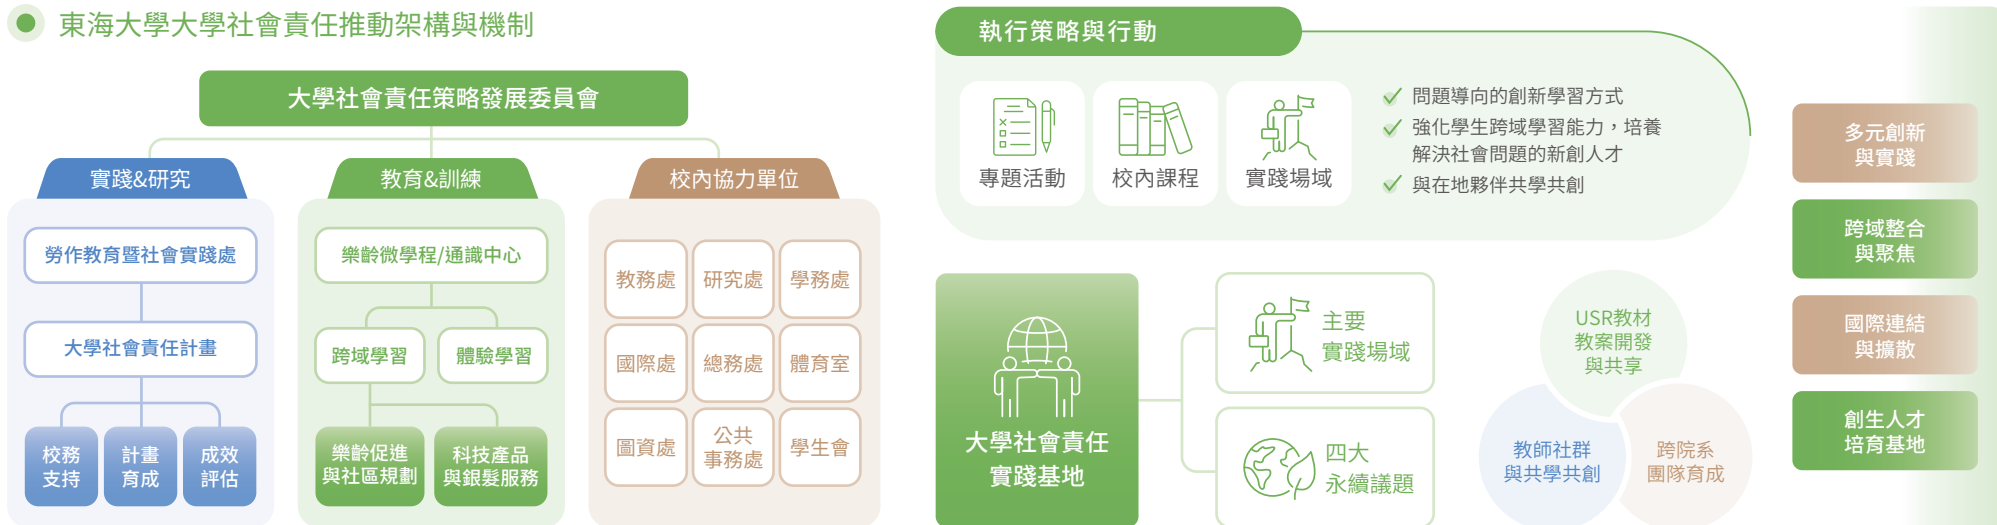 東海大學大學社會責任推動架構與機制
大學社會責任策略發展委員會
實踐&研究
勞作教育暨社會實踐處
大學社會責任計畫
校務
支持
計畫
育成
成效
評估
教育&訓練
樂齡微學程/通識中心
跨域學習
體驗學習
樂齡促進
與社區規劃
科技產品
與銀髮服務
校內協力單位
教務處
研究處
學務處
國際處
總務處
體育室
圖資處
公共
事務處
學生會
執行策略與行動
專題活動
校內課程
實踐場域
問題導向的創新學習方式
強化學生跨域學習能力，培養
解決社會問題的新創人才
與在地夥伴共學共創
大學社會責任
實踐基地
主要
實踐場域
四大
永續議題
USR教材
教案開發
與共享
教師社群
與共學共創
跨院系
團隊育成
多元創新
與實踐
跨域整合
與聚焦
國際連結
與擴散
創生人才
培育基地